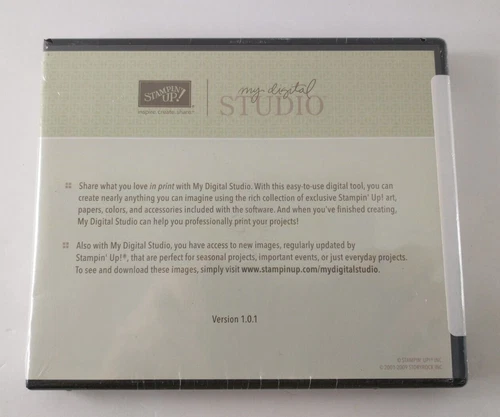 STAMPIN' UP!
inspire. create. share.®
my digital
STUDIO
Share what you love in print with My Digital Studio. With this easy-to-use digital tool, you can
create nearly anything you can imagine using the rich collection of exclusive Stampin' Up! art,
papers, colors, and accessories included with the software. And when you've finished creating,
My Digital Studio can help you professionally print your projects!
Also with My Digital Studio, you have access to new images, regularly updated by
Stampin' Up!®, that are perfect for seasonal projects, important events, or just everyday projects.
To see and download these images, simply visit www.stampinup.com/mydigitalstudio.
Version 1.0.1
© STAMPIN' UP!®